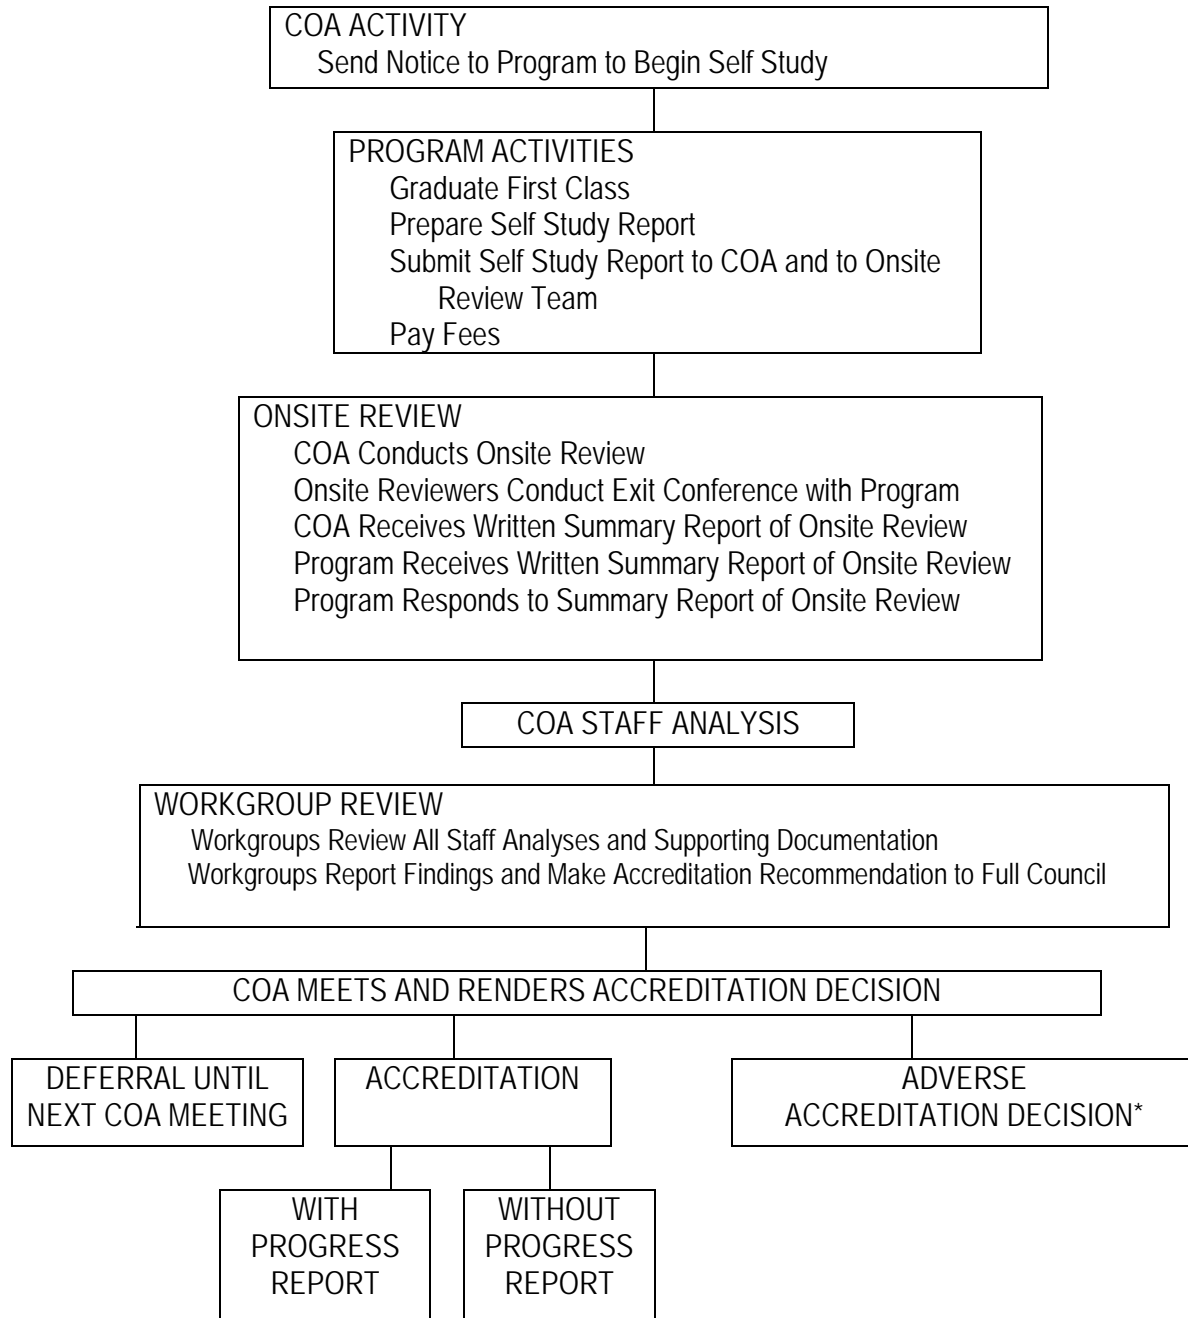 COA ACTIVITY
Send Notice to Program to Begin Self Study
PROGRAM ACTIVITIES
Graduate First Class
Prepare Self Study Report
Submit Self Study Report to COA and to Onsite
Review Team
Pay Fees
ONSITE REVIEW
COA Conducts Onsite Review
Onsite Reviewers Conduct Exit Conference with Program
COA Receives Written Summary Report of Onsite Review
Program Receives Written Summary Report of Onsite Review
Program Responds to Summary Report of Onsite Review
COA STAFF ANALYSIS
WORKGROUP REVIEW
Workgroups Review All Staff Analyses and Supporting Documentation
Workgroups Report Findings and Make Accreditation Recommendation to Full Council
COA MEETS AND RENDERS ACCREDITATION DECISION
DEFERRAL UNTIL
NEXT COA MEETING
ACCREDITATION
ADVERSE
ACCREDITATION DECISION*
WITH
PROGRESS
REPORT
WITHOUT
PROGRESS
REPORT